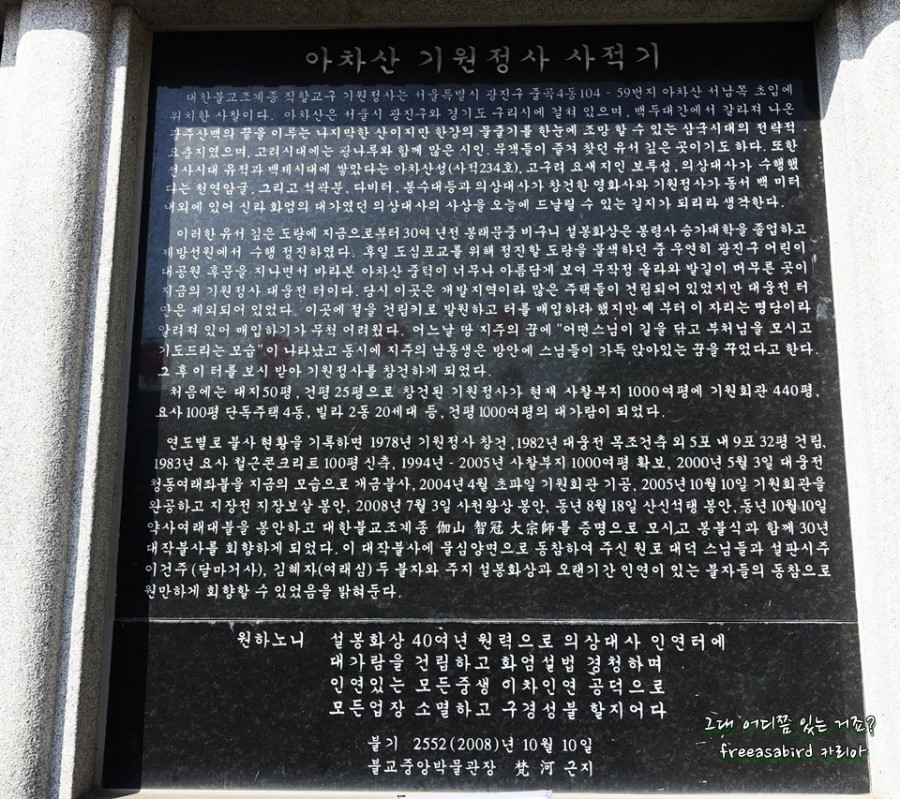 아차산 기원정사 사적기
대한불교조계종 직할교구 기원정사는 서울특별시 광진구 중곡4동104 - 59번지 아차산 서남쪽 초입에
위치한 사찰이다. 아차산은 서울시 광진구와 경기도 구리시에 걸쳐 있으며, 백두대간에서 갈라져 나온
광주산맥의 끝을 이루는 나지막한 산이지만 한강의 물줄기를 한눈에 조망 할 수 있는 삼국시대의 전략적
요충지였으며, 고려시대에는 광나루와 함께 많은 시인. 무객들이 즐겨 찾던 유서 깊은 곳이기도 하다. 또한
선사시대 유적과 백제시대에 쌓았다는 아차산성(사적234호), 고구려 요새지인 보루성, 의상대사가 수행했
다는 천연암굴, 그리고 석곽분, 다비터, 봉수대등과 의상대사가 창건한 영화사와 기원정사가 동서 백 미터
내외에 있어 신라 화엄의 대가였던 의상대사의 사상을 오늘에 드날릴 수 있는 길지가 되리라 생각한다.
이러한 유서 깊은 도량에 지금으로부터 30여 년전 봉래문중 비구니 설봉화상은 봉령사 승가대학을 졸업하고
제방선원에서 수행 정진하였다. 후일 도심포교를 위해 정진할 도량을 물색하던 중 우연히 광진구 어린이
대공원 후문을 지나면서 바라본 아차산 중턱이 너무나 아름답게 보여 무작정 올라와 발길이 머무른 곳이
지금의 기원정사 대웅전 터이다. 당시 이곳은 개발지역이라 많은 주택들이 건립되어 있었지만 대웅전 터
만은 제외되어 있었다. 이곳에 절을 건립키로 발원하고 터를 매입하려 했지만 예 부터 이 자리는 명당이라
알려져 있어 매입하기가 무척 어려웠다. 어느날 땅 지주의 꿈에 "어떤스님이 길을 닦고 부처님을 모시고
기도드리는 모습" 이 나타났고 동시에 지주의 남동생은 방안에 스님들이 가득 앉아있는 꿈을 꾸었다고 한다.
그 후 이 터를 보시 받아 기원정사를 창건하게 되었다.
처음에는 대지50평, 건평 25평으로 창건된 기원정사가 현재 사찰부지 1000여평에 기원회관 440평,
요사100평 단독주택 4동, 빌라 2동 20세대 등, 건평 1000여평의 대가람이 되었다.
연도별로 불사 현황을 기록하면 1978년 기원정사 창건, 1982년 대웅전 목조건축 외 5포 내 9포 32평 건립,
1983년 요사 철근콘크리트 100평 신축, 1994년 - 2005년 사찰부지 1000여평 확보, 2000년 5월 3일 대웅전
청동여래좌불을 지금의 모습으로 개금불사, 2004년 4월 초파일 기원회관 기공, 2005년 10월 10일 기원회관을
완공하고 지장전 지장보살 봉안, 2008년 7월 3일 사천왕상 봉안, 동년 8월 18일 산신석탱 봉안, 동년 10월 10일
약사여래대불을 봉안하고 대한불교조계종 伽山 智冠 大宗師를 증명으로 모시고 봉불식과 함께 30년
대작불사를 회향하게 되었다. 이 대작불사에 물심양면으로 동참하여 주신 원로 대덕 스님들과 설판시주
이건주(달마거사), 김혜자(여래심) 두 불자와 주지 설봉화상과 오랜기간 인연이 있는 불자들의 동참으로
원만하게 회향할 수 있었음을 밝혀둔다.
원하노니 설봉화상 40여년 원력으로 의상대사 인연터에
대가람을 건립하고 화엄설법 경청하며
인연있는 모든중생 이차인연 공덕으로
모든업장 소멸하고 구경성불 할지어다
불기 2552(2008)년 10월 10일
불교중앙박물관장 梵河 근지
그대 어디쯤 있는 거죠?
freeasabird 카리아